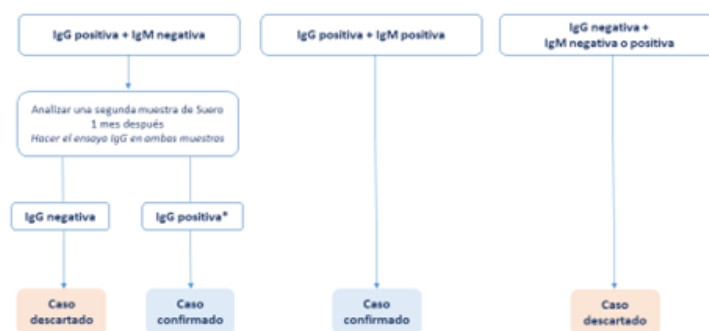 IgG positiva + IgM negativa
IgG positiva + IgM positiva
IgG negativa +
IgM negativa o positiva
Analizar una segunda muestra de Suero
1 mes después
Hacer el ensayo IgG en ambas muestras
IgG negativa
IgG positiva*
Caso
descartado
Caso
confirmado
Caso
confirmado
Caso
descartado